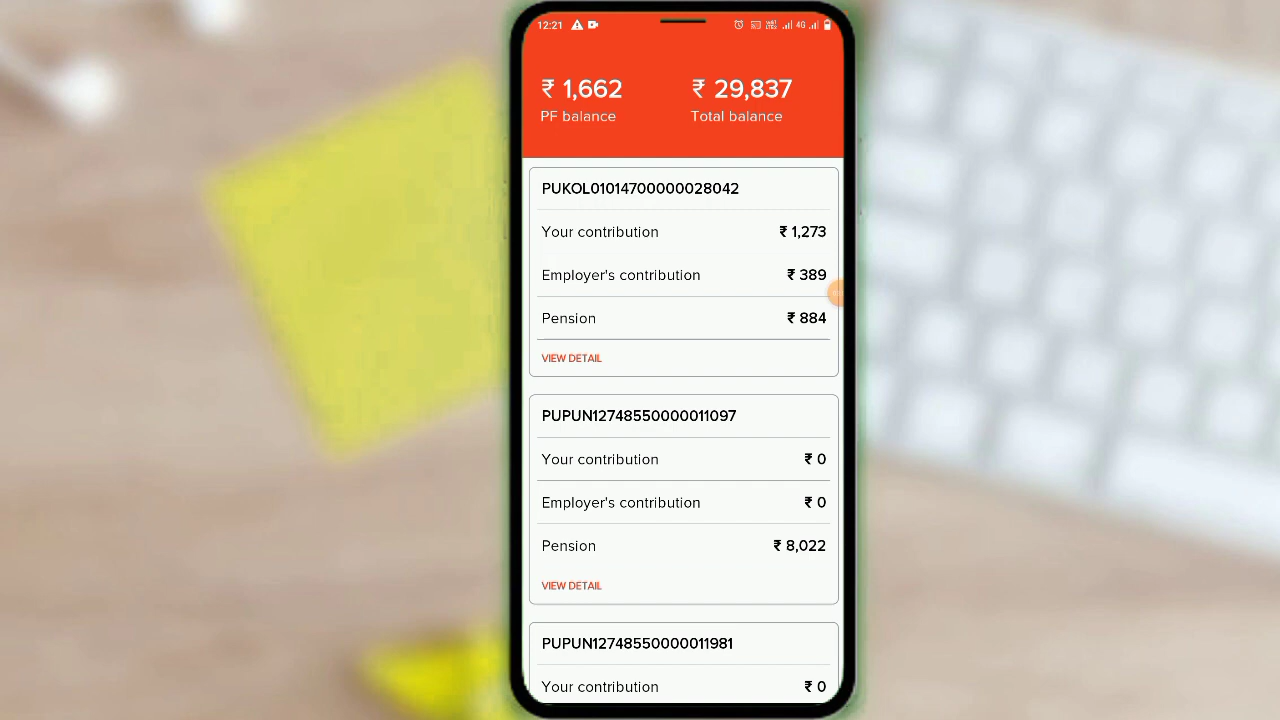 12:21 4G
₹ 1,662 ₹ 29,837
PF balance Total balance
PUKOL01014700000028042
Your contribution ₹ 1,273
Employer's contribution ₹ 389
Pension ₹ 884
VIEW DETAIL
PUPUN12748550000011097
Your contribution ₹ 0
Employer's contribution ₹ 0
Pension ₹ 8,022
VIEW DETAIL
PUPUN12748550000011981
Your contribution ₹ 0